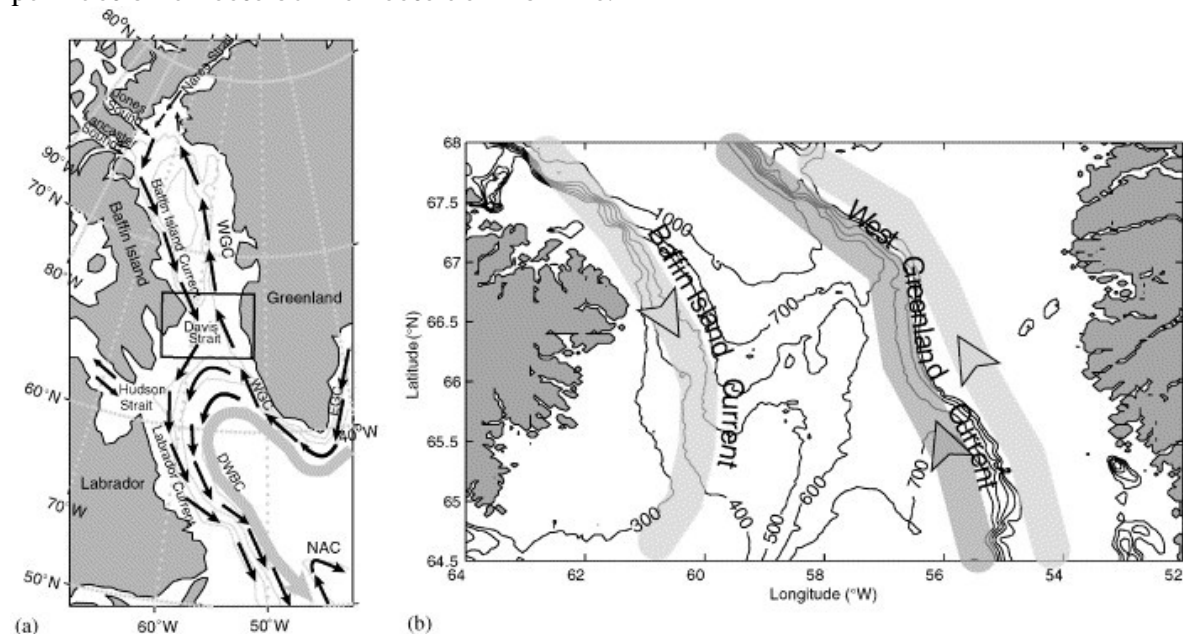 80°N
Nares Strait
Jones
Sound
Lancaster
Sound
90°W
70°N
Baffin Island Current
WGC
Baffin Island
80°W
Greenland
Davis
Strait
60°N
Hudson
Strait
WGC
EGC
40°W
Labrador Current
DWBC
Labrador
70°W
NAC
50°N
60°W
50°W
(a)
68
67.5
67
66.5
66
65.5
65
64.5
Latitude (°N)
1000
West
Greenland
Current
Baffin Island
Current
700
700
600
500
400
300
64
62
60
58
56
54
52
Longitude (°W)
(b)